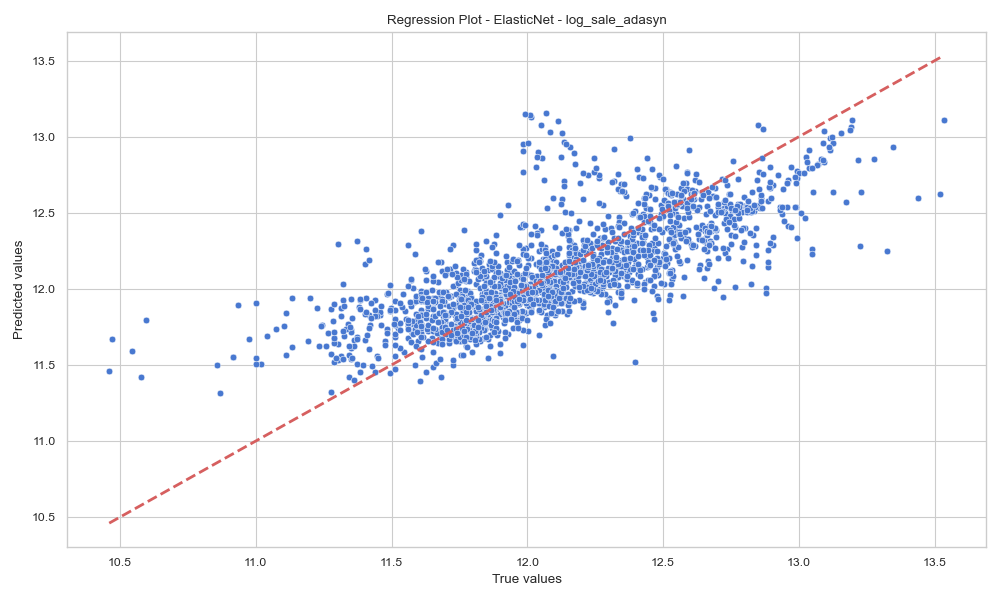 Regression Plot - ElasticNet - log_sale_adasyn
13.5
13.0
12.5
12.0
11.5
11.0
10.5
Predicted values
10.5 11.0 11.5 12.0 12.5 13.0 13.5
True values